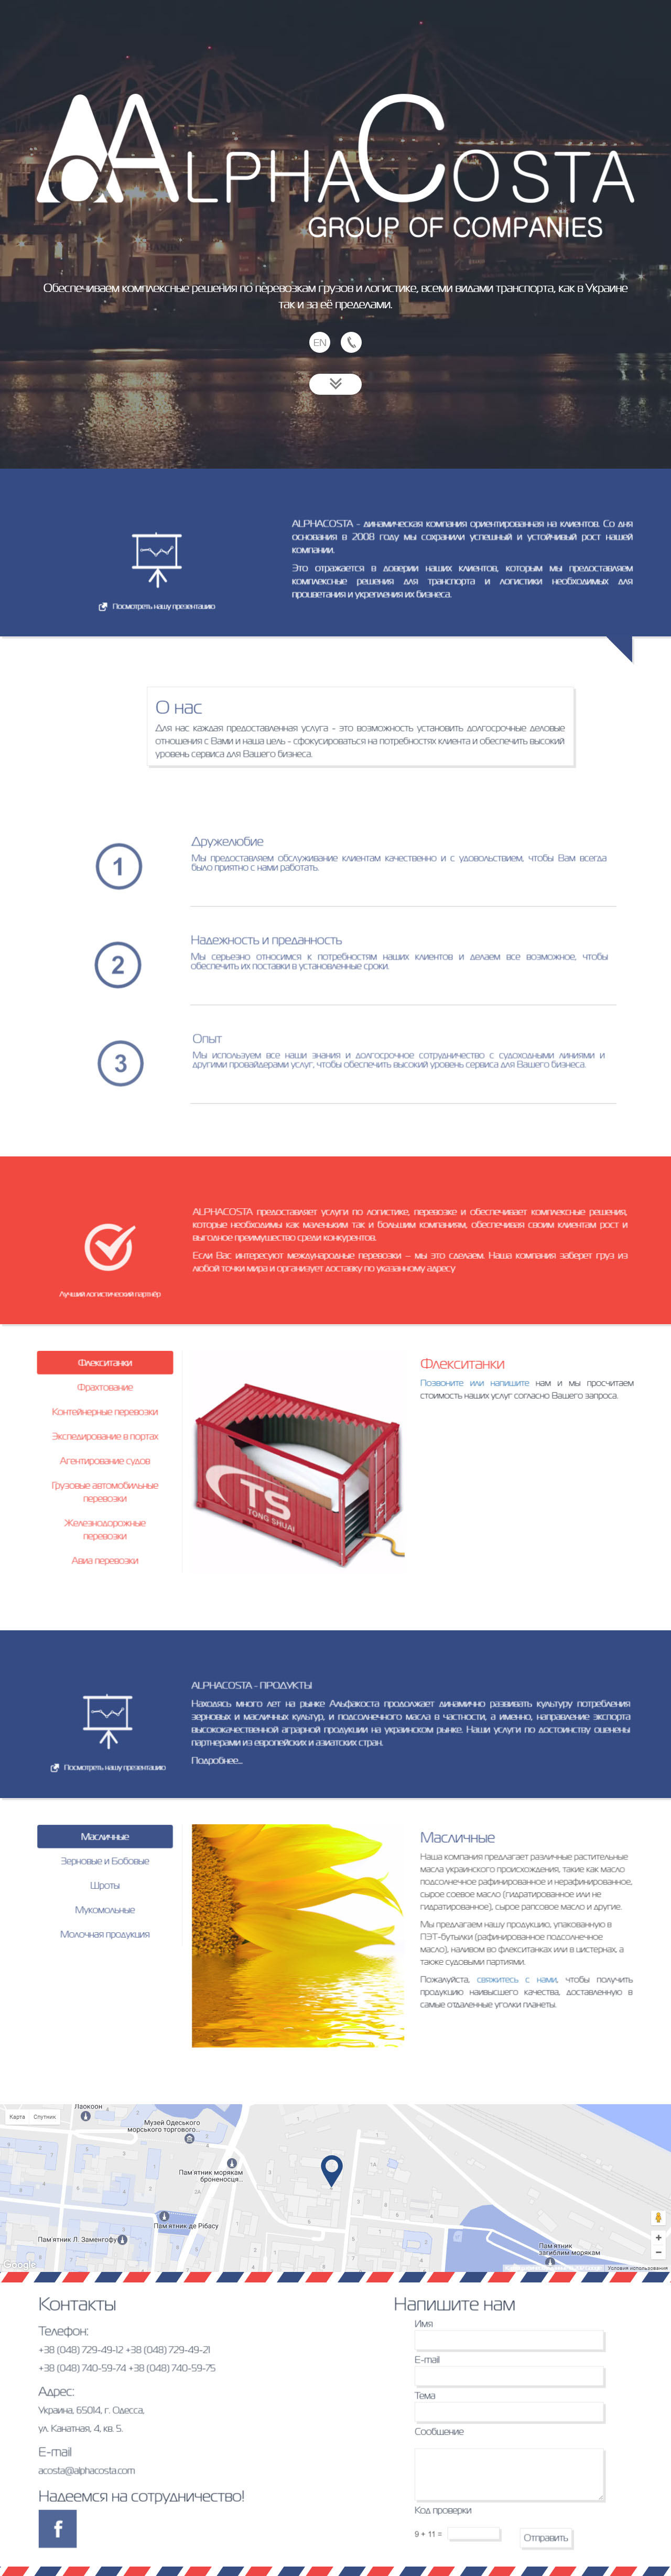 ALPHACOSTA
GROUP OF COMPANIES
Обеспечиваем комплексные решения по перевозкам грузов и логистике, всеми видами транспорта, как в Украине
так и за её пределами.
EN
ALPHACOSTA - динамическая компания ориентированная на клиентов. Со дня
основания в 2008 году мы сохранили успешный и устойчивый рост нашей
компании.
Это отражается в доверии наших клиентов, которым мы предоставляем
комплексные решения для транспорта и логистики необходимых для
процветания и укрепления их бизнеса.
Посмотреть нашу презентацию
О нас
Для нас каждая предоставленная услуга - это возможность установить долгосрочные деловые
отношения с Вами и наша цель - сфокусироваться на потребностях клиента и обеспечить высокий
уровень сервиса для Вашего бизнеса.
1
Дружелюбие
Мы предоставляем обслуживание клиентам качественно и с удовольствием, чтобы Вам всегда
было приятно с нами работать.
2
Надежность и преданность
Мы серьезно относимся к потребностям наших клиентов и делаем все возможное, чтобы
обеспечить их поставки в установленные сроки.
3
Опыт
Мы используем все наши знания и долгосрочное сотрудничество с судоходными линиями и
другими провайдерами услуг, чтобы обеспечить высокий уровень сервиса для Вашего бизнеса.
ALPHACOSTA предоставляет услуги по логистике, перевозке и обеспечивает комплексные решения,
которые необходимы как маленьким так и большим компаниям, обеспечивая своим клиентам рост и
выгодное преимущество среди конкурентов.
Если Вас интересуют международные перевозки – мы это сделаем. Наша компания заберет груз из
любой точки мира и организует доставку по указанному адресу
Лучший логистический партнёр
Флекситанки
Фрахтование
Контейнерные перевозки
Экспедирование в портах
Агентирование судов
Грузовые автомобильные
перевозки
Железнодорожные
перевозки
Авиа перевозки
TS
TONG SHUAI
Флекситанки
Позвоните или напишите нам и мы просчитаем
стоимость наших услуг согласно Вашего запроса.
ALPHACOSTA - ПРОДУКТЫ
Находясь много лет на рынке Альфакоста продолжает динамично развивать культуру потребления
зерновых и масличных культур, и подсолнечного масла в частности, а именно, направление экспорта
высококачественной аграрной продукции на украинском рынке. Наши услуги по достоинству оценены
партнерами из европейских и азиатских стран.
Подробнее...
Посмотреть нашу презентацию
Масличные
Зерновые и Бобовые
Шроты
Мукомольные
Молочная продукция
Масличные
Наша компания предлагает различные растительные
масла украинского происхождения, такие как масло
подсолнечное рафинированное и нерафинированное,
сырое соевое масло (гидратированное или не
гидратированное), сырое рапсовое масло и другие.
Мы предлагаем нашу продукцию, упакованную в
ПЭТ-бутылки (рафинированное подсолнечное
масло), наливом во флекситанках или в цистернах, а
также судовыми партиями.
Пожалуйста, свяжитесь с нами, чтобы получить
продукцию наивысшего качества, доставленную в
самые отдаленные уголки планеты.
Карта Спутник
Лаокоон
Музей Одеського
морського торгового...
Пам'ятник морякам
броненосця...
Пам'ятник де Рібасу
Пам'ятник Л. Заменгофу
Пам'ятник
загиблим морякам
Google
Условия использования
Контакты
Телефон:
+38 (048) 729-49-12 +38 (048) 729-49-21
+38 (048) 740-59-74 +38 (048) 740-59-75
Адрес:
Украина, 65014, г. Одесса,
ул. Канатная, 4, кв. 5.
E-mail
acosta@alphacosta.com
Надеемся на сотрудничество!
f
Напишите нам
Имя
E-mail
Тема
Сообщение
Код проверки
9 + 11 =
Отправить